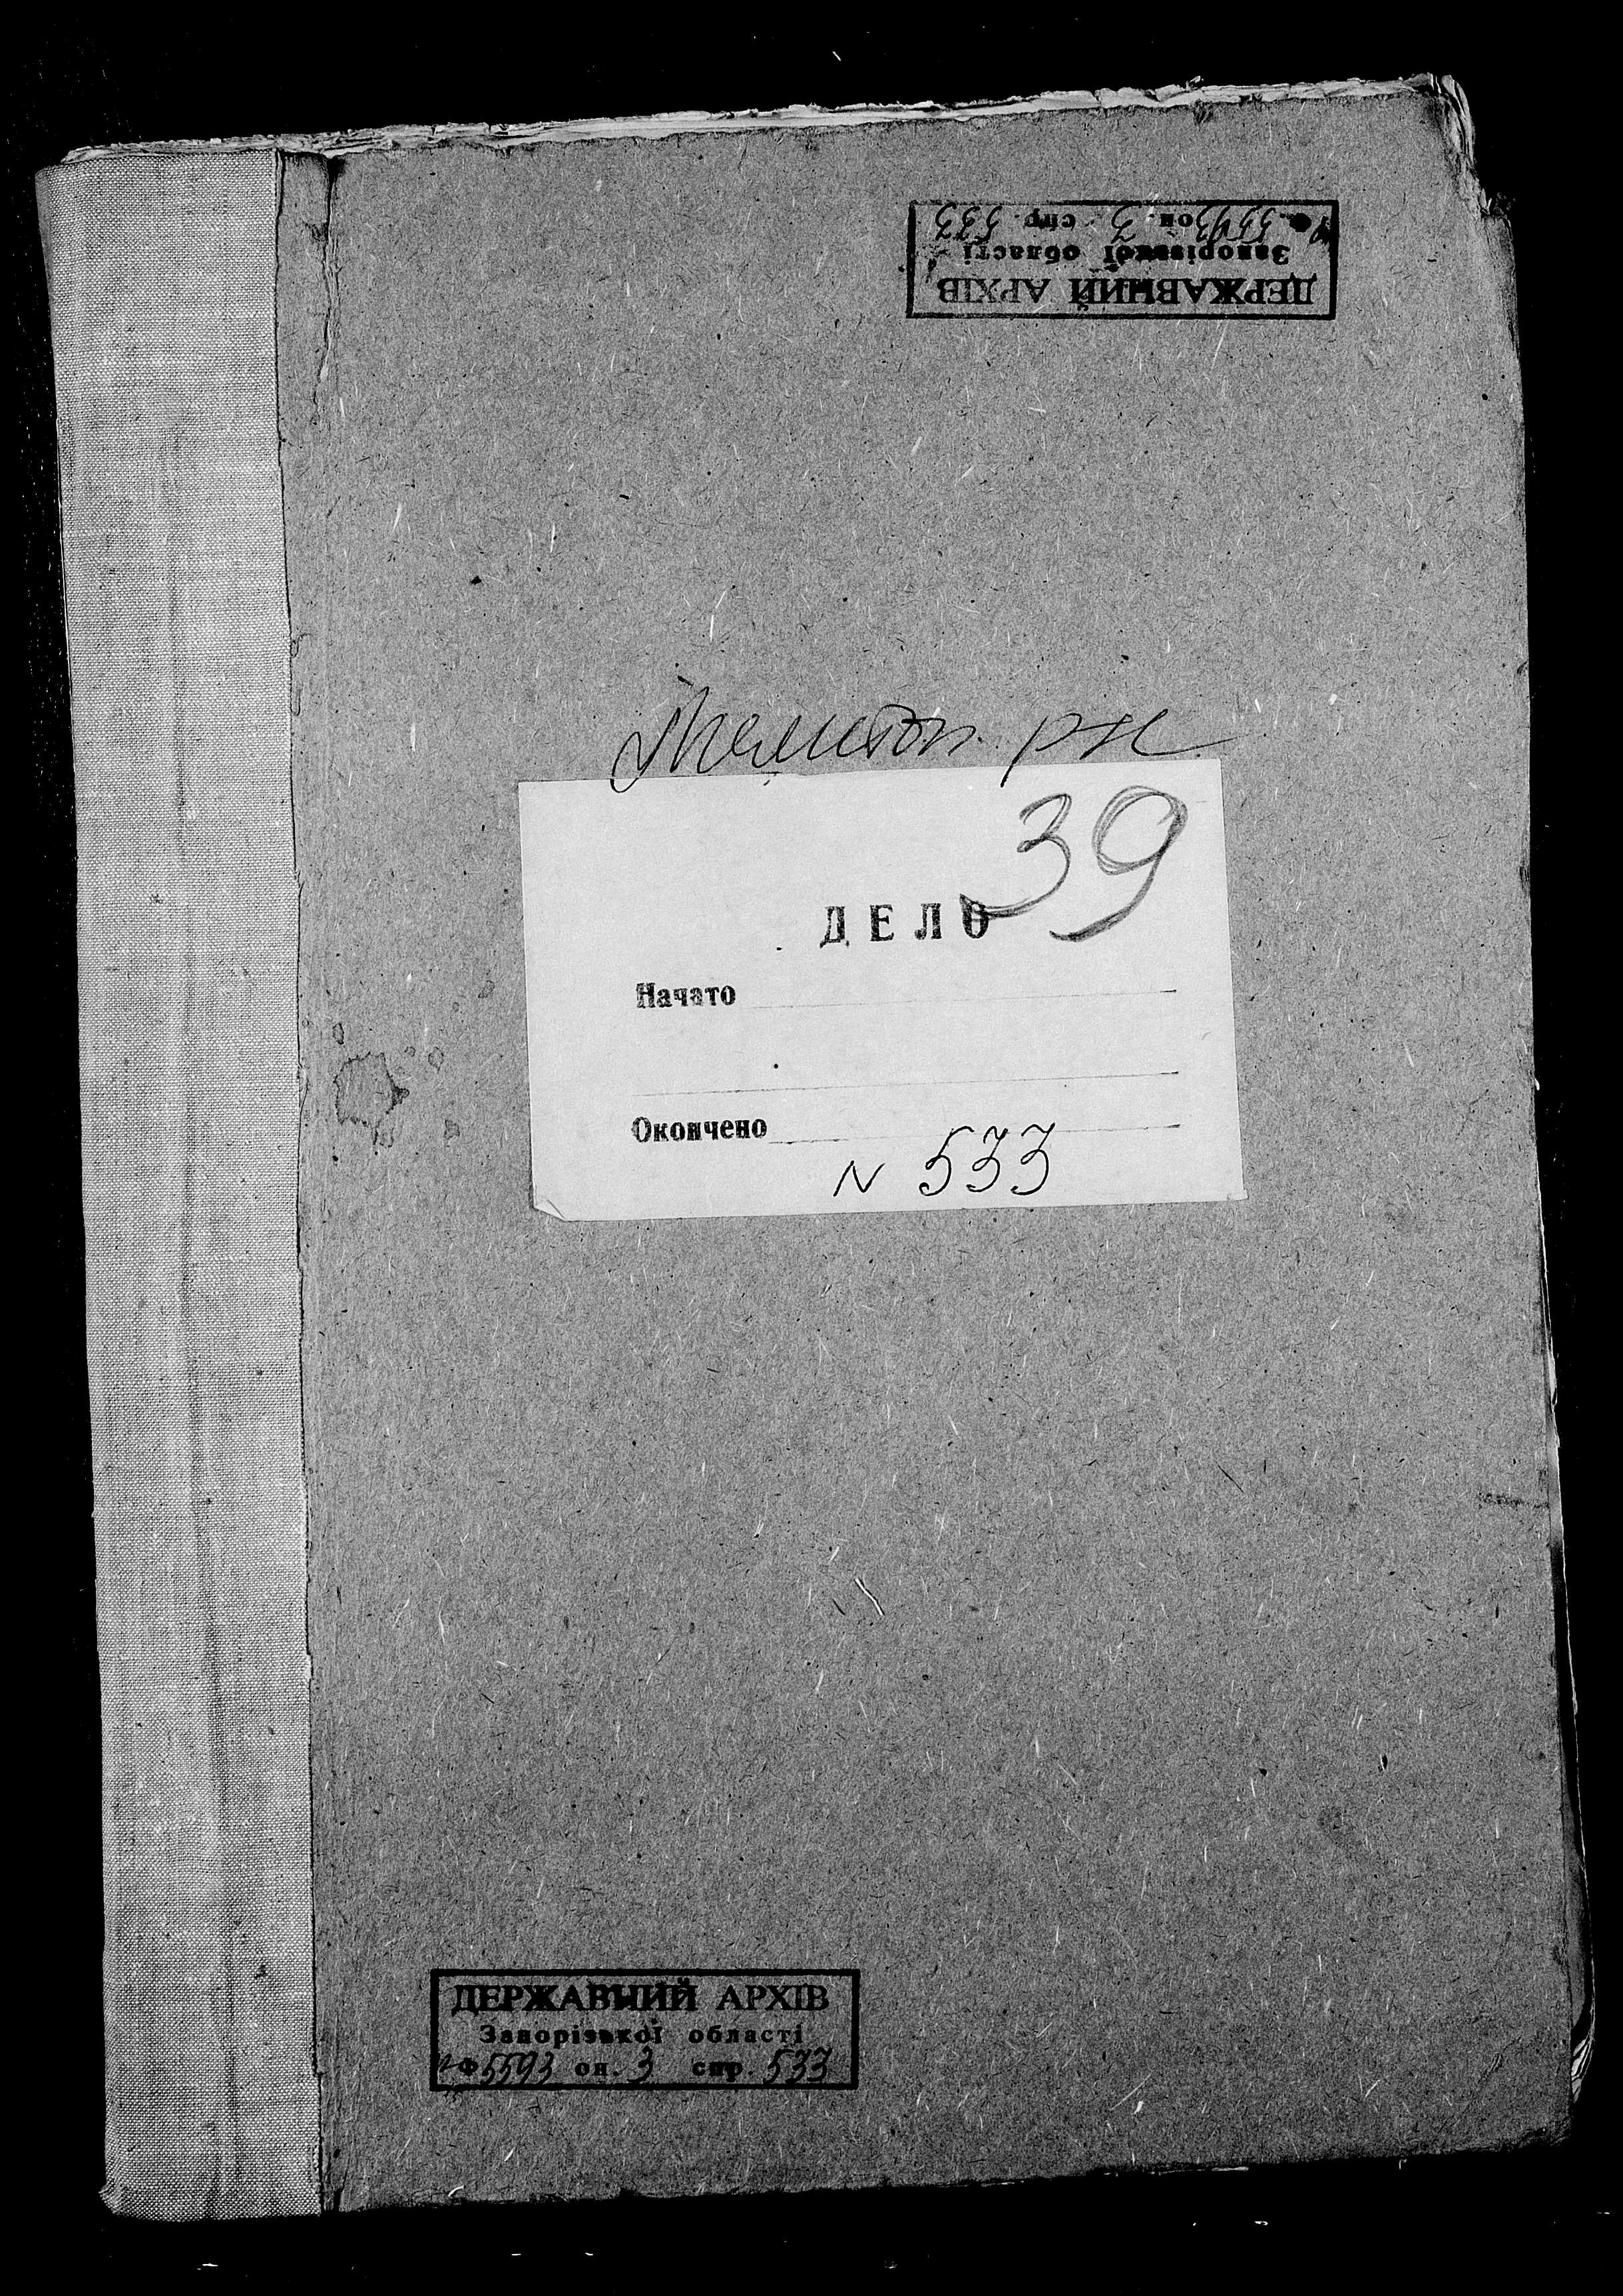 ДЕРЖАВНИЙ АРХІВ
Запорізької області
Ф. 5593 оп. 3 спр. 533
Мелитоп. р-н
39
ДЕЛО
Начато
Окончено
N 533
ДЕРЖАВНИЙ АРХІВ
Запорізької області
Ф 5593 оп. 3 спр. 533